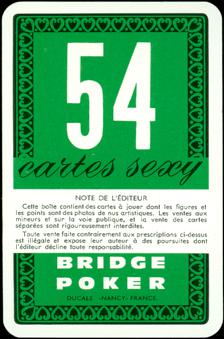 54
cartes sexy
NOTE DE L'ÉDITEUR
Cette boîte contient des cartes à jouer dont les figures et
les points sont des photos de nus artistiques. Les ventes aux
mineurs et sur la voie publique, et la vente des cartes
séparées sont rigoureusement interdites.
Toute vente faite contrairement aux prescriptions ci-dessus
est illégale et expose leur auteur à des poursuites dont
l'éditeur décline toute responsabilité.
BRIDGE
POKER
DUCALE -NANCY- FRANCE.